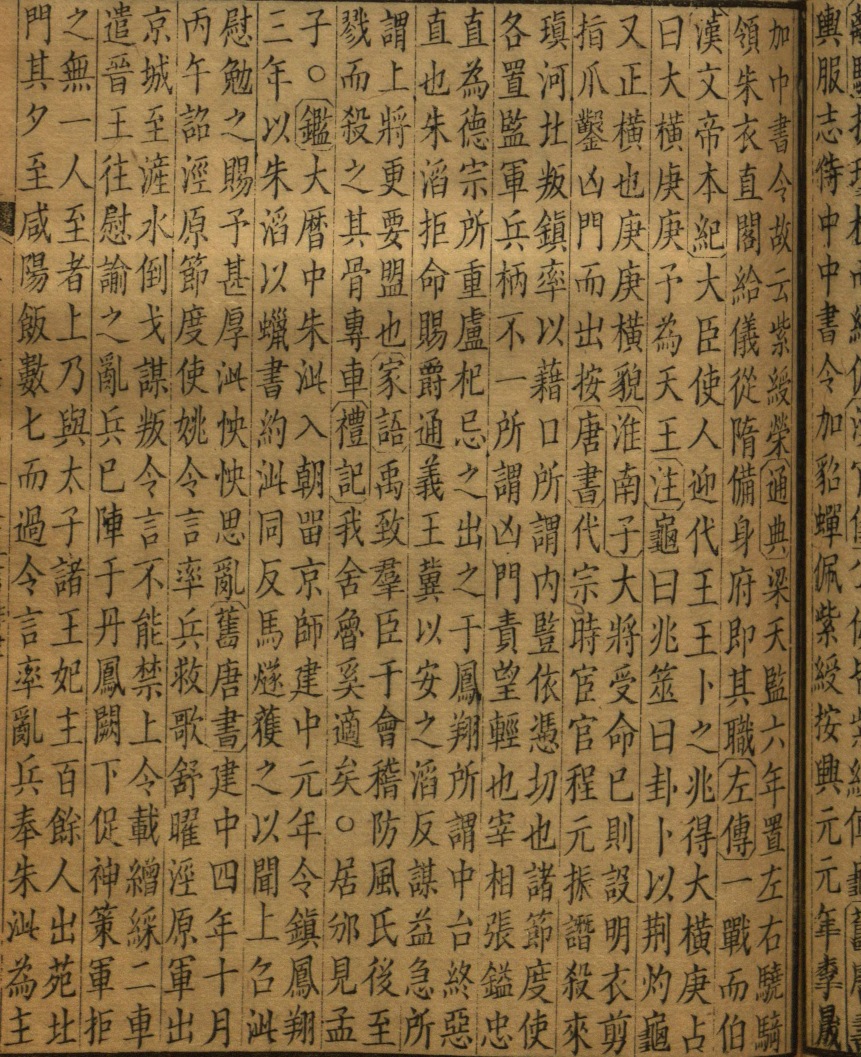 輿服志侍中中書令加貂蟬佩紫綬按興元元年羣晟
加中書令故云紫綬榮通典梁天監六年置左右驍騎
領朱衣直閤給儀從隋備身府即其職左傳一戰而伯
漢文帝本紀大臣使人迎代王王卜之兆得大橫庚占
曰大橫庚庚予為天王注龜曰兆筮曰卦卜以荆灼龜
又正橫也庚庚橫貌淮南子大將受命已則設明衣剪
指爪鑿凶門而出按唐書代宗時宦官程元振譖殺來
瑱河北叛鎮率以藉口所謂內監依憑切也諸節度使
各置監軍兵柄不一所謂凶門責望輕也宰相張鎰忠
直為德宗所重盧杞忌之出之于鳳翔所謂中台終惡
直也朱滔拒命賜爵通義王冀以安之滔反謀益急所
謂上將更要盟也家語禹致羣臣于會稽防風氏後至
戮而殺之其骨專車禮記我舍魯奚適矣○居邠見孟
子○鑑大曆中朱泚入朝畱京師建中元年令鎮鳳翔
三年以朱滔以蠟書約泚同反馬燧獲之以聞上召泚
慰勉之賜予甚厚泚怏怏思亂舊唐書建中四年十月
丙午詔涇原節度使姚令言率兵救歌舒曜涇原軍出
京城至滻水倒戈謀叛令言不能禁上令載繒綵二車
遣晉王往慰諭之亂兵已陣于丹鳳闕下促神策軍拒
之無一人至者上乃與太子諸王妃主百餘人出苑北
門其夕至咸陽飯數七而過令言率亂兵奉朱泚為主